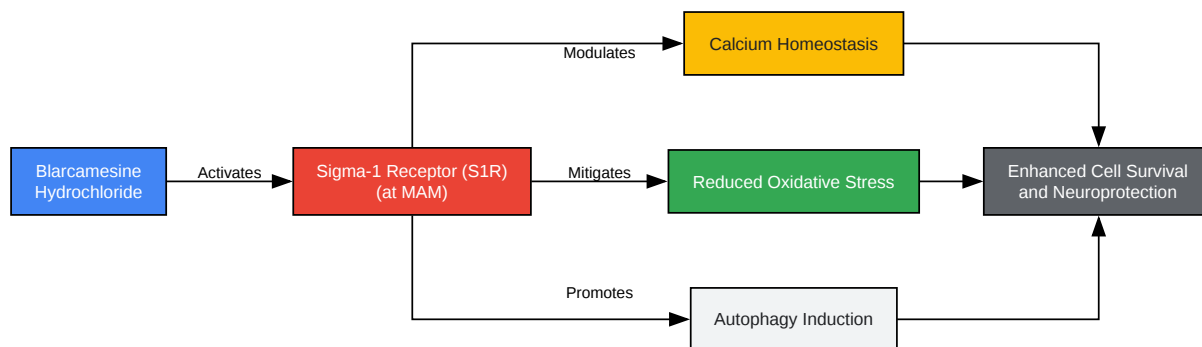 Blarcamesine
Hydrochloride
Activates
Sigma-1 Receptor (S1R)
(at MAM)
Modulates
Calcium Homeostasis
Mitigates
Reduced Oxidative Stress
Promotes
Autophagy Induction
Enhanced Cell Survival
and Neuroprotection